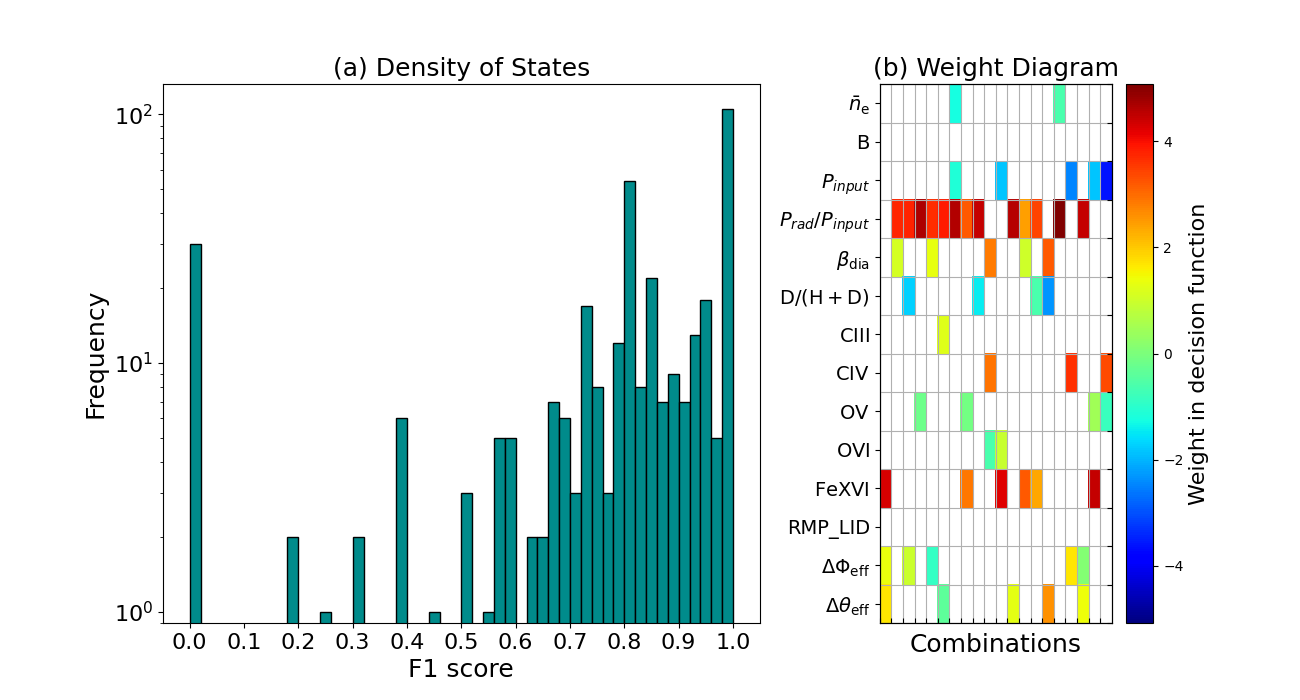 (a) Density of States
Frequency
10²
10¹
10⁰
0.0 0.1 0.2 0.3 0.4 0.5 0.6 0.7 0.8 0.9 1.0
F1 score
(b) Weight Diagram
n̄e
B
Pinput
Prad/Pinput
βdia
D/(H + D)
CIII
CIV
OV
OVI
FeXVI
RMP_LID
ΔΦeff
Δθeff
Combinations
4
2
0
−2
−4
Weight in decision function